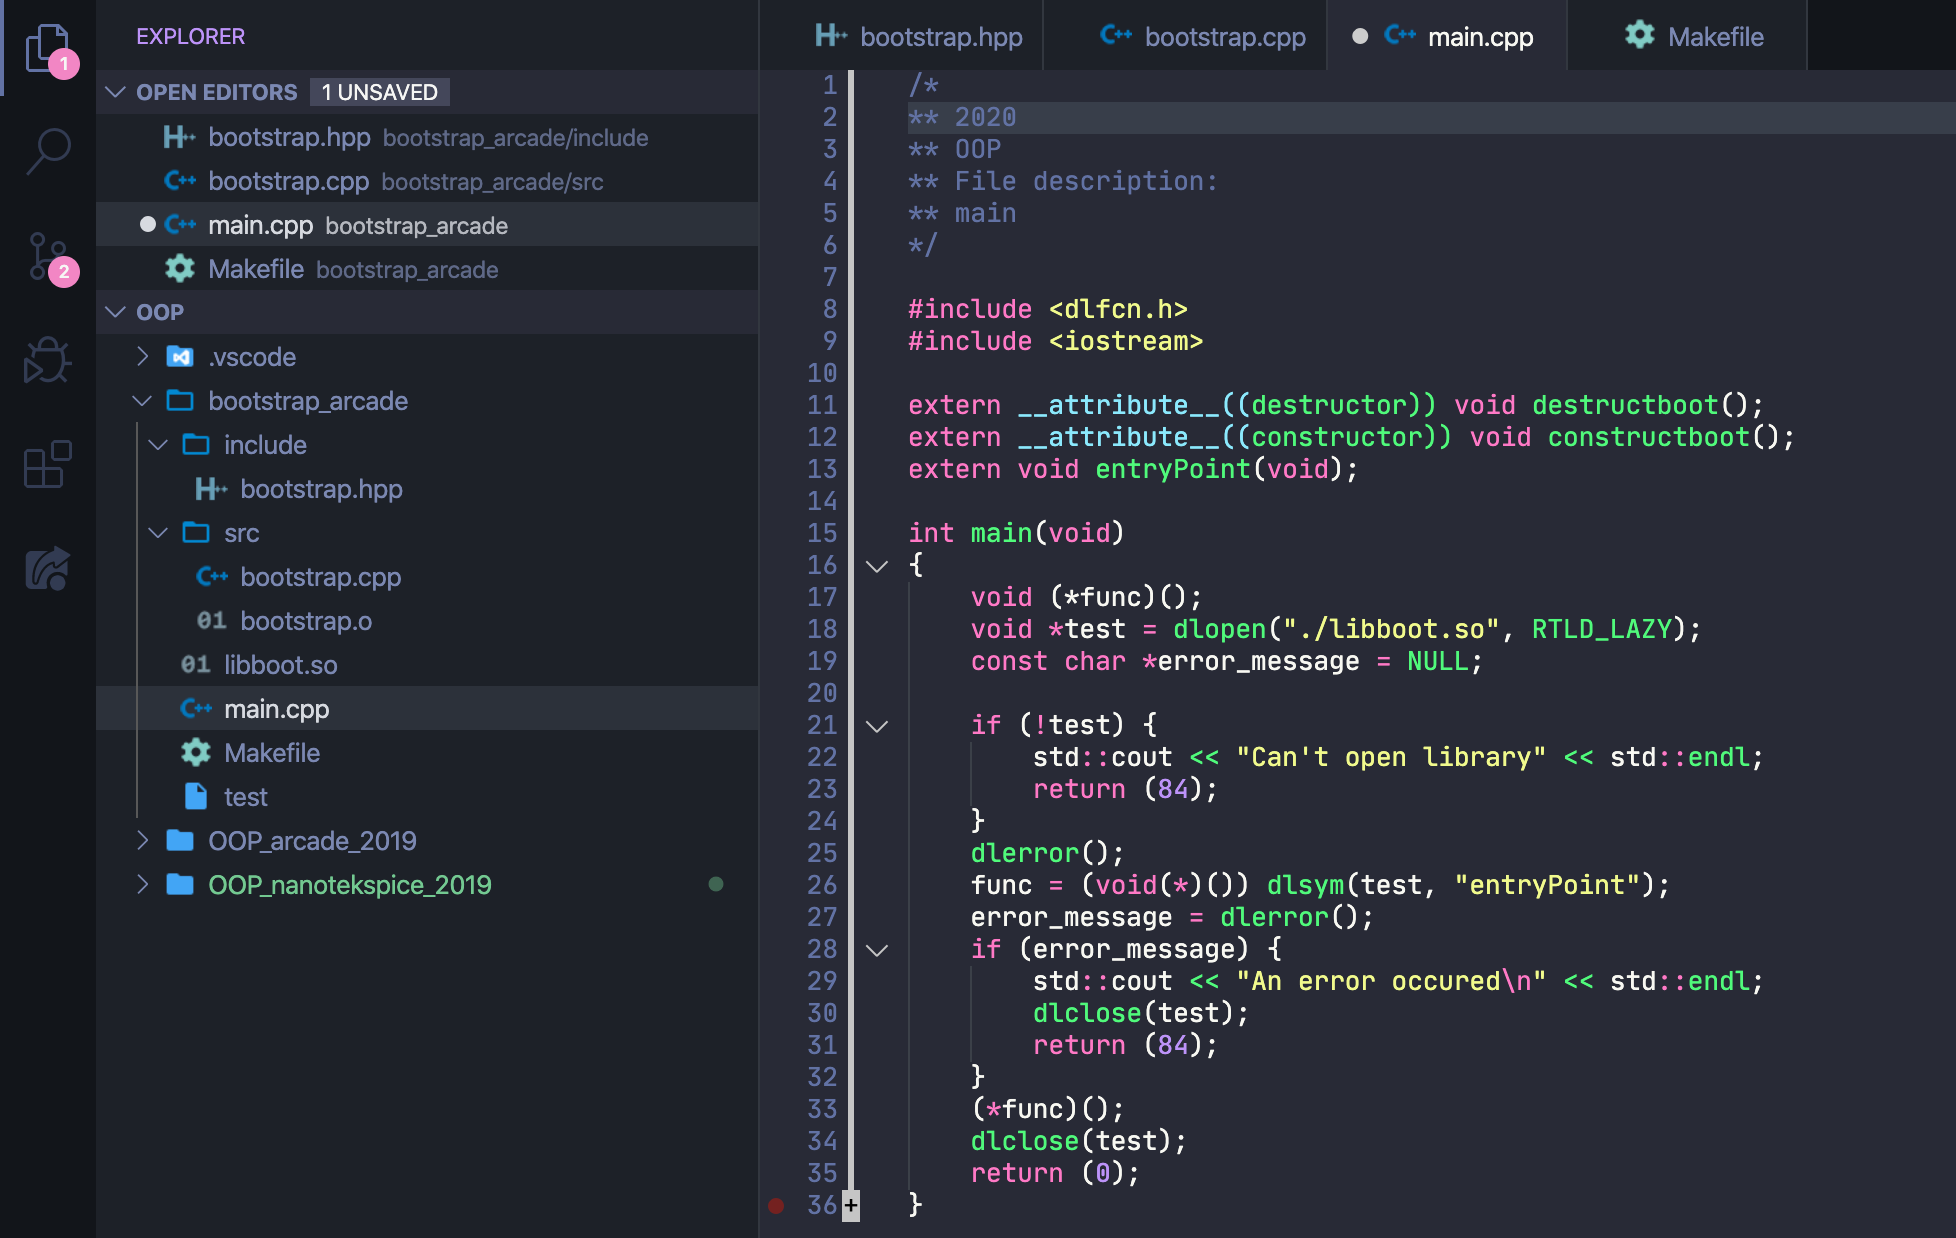 EXPLORER
1
2
OPEN EDITORS 1 UNSAVED
H++ bootstrap.hpp bootstrap_arcade/include
C++ bootstrap.cpp bootstrap_arcade/src
C++ main.cpp bootstrap_arcade
Makefile bootstrap_arcade
OOP
.vscode
bootstrap_arcade
include
H++ bootstrap.hpp
src
C++ bootstrap.cpp
01 bootstrap.o
01 libboot.so
C++ main.cpp
Makefile
test
OOP_arcade_2019
OOP_nanotekspice_2019
H++ bootstrap.hpp C++ bootstrap.cpp C++ main.cpp Makefile
1 /*
2 ** 2020
3 ** OOP
4 ** File description:
5 ** main
6 */
7
8 #include <dlfcn.h>
9 #include <iostream>
10
11 extern __attribute__((destructor)) void destructboot();
12 extern __attribute__((constructor)) void constructboot();
13 extern void entryPoint(void);
14
15 int main(void)
16 {
17     void (*func)();
18     void *test = dlopen("./libboot.so", RTLD_LAZY);
19     const char *error_message = NULL;
20
21     if (!test) {
22         std::cout << "Can't open library" << std::endl;
23         return (84);
24     }
25     dlerror();
26     func = (void(*)()) dlsym(test, "entryPoint");
27     error_message = dlerror();
28     if (error_message) {
29         std::cout << "An error occured\n" << std::endl;
30         dlclose(test);
31         return (84);
32     }
33     (*func)();
34     dlclose(test);
35     return (0);
36 + }